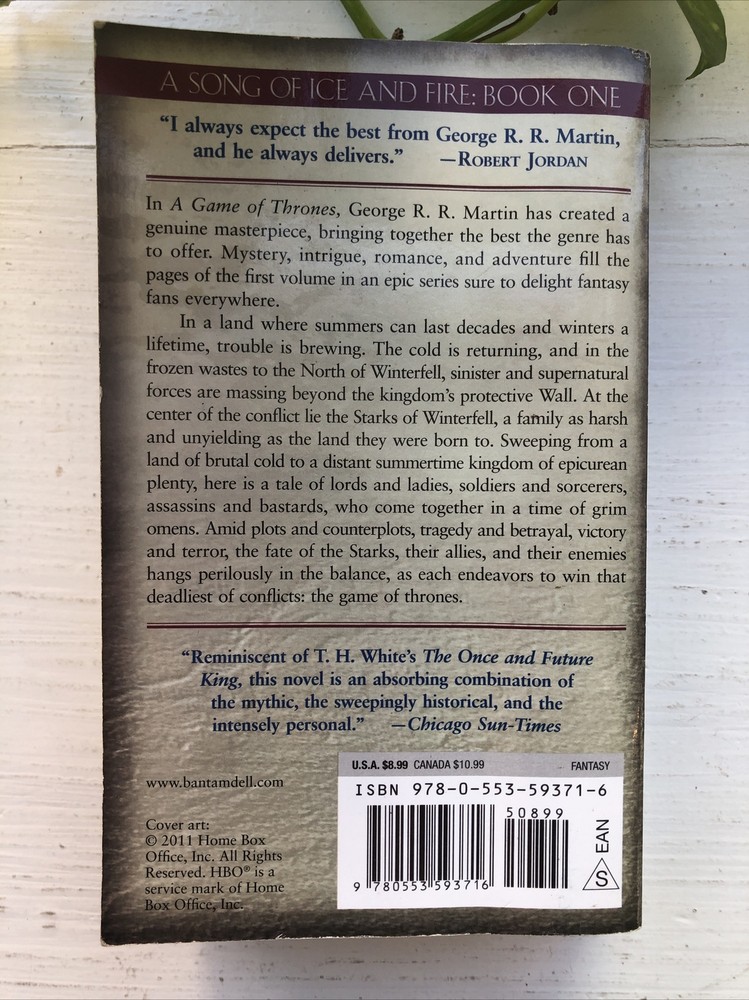 A SONG OF ICE AND FIRE: BOOK ONE
“I always expect the best from George R. R. Martin,
and he always delivers.” —ROBERT JORDAN
In A Game of Thrones, George R. R. Martin has created a
genuine masterpiece, bringing together the best the genre has
to offer. Mystery, intrigue, romance, and adventure fill the
pages of the first volume in an epic series sure to delight fantasy
fans everywhere.
In a land where summers can last decades and winters a
lifetime, trouble is brewing. The cold is returning, and in the
frozen wastes to the North of Winterfell, sinister and supernatural
forces are massing beyond the kingdom’s protective Wall. At the
center of the conflict lie the Starks of Winterfell, a family as harsh
and unyielding as the land they were born to. Sweeping from a
land of brutal cold to a distant summertime kingdom of epicurean
plenty, here is a tale of lords and ladies, soldiers and sorcerers,
assassins and bastards, who come together in a time of grim
omens. Amid plots and counterplots, tragedy and betrayal, victory
and terror, the fate of the Starks, their allies, and their enemies
hangs perilously in the balance, as each endeavors to win that
deadliest of conflicts: the game of thrones.
“Reminiscent of T. H. White’s The Once and Future
King, this novel is an absorbing combination of
the mythic, the sweepingly historical, and the
intensely personal.” —Chicago Sun-Times
www.bantamdell.com
Cover art:
© 2011 Home Box
Office, Inc. All Rights
Reserved. HBO® is a
service mark of Home
Box Office, Inc.
U.S.A. $8.99 CANADA $10.99 FANTASY
ISBN 978-0-553-59371-6
50899
9 780553 593716
S EAN